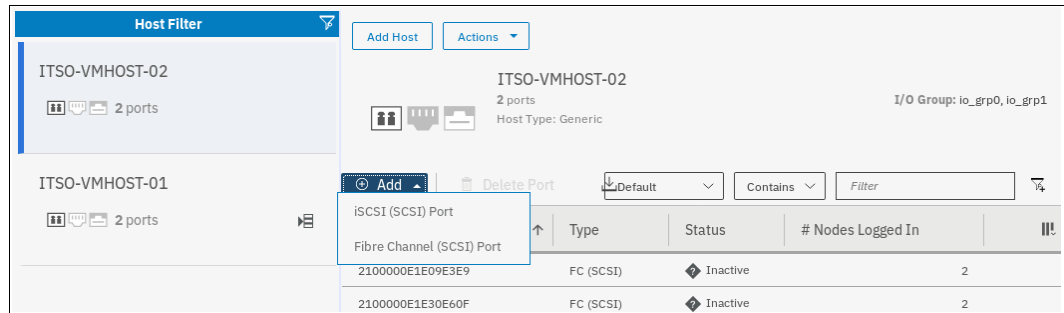 Host Filter
ITSO-VMHOST-02
2 ports
ITSO-VMHOST-01
2 ports
Add Host
Actions
ITSO-VMHOST-02
2 ports
Host Type: Generic
I/O Group: io_grp0, io_grp1
Add
Delete Port
Default
Contains
Filter
iSCSI (SCSI) Port
Fibre Channel (SCSI) Port
Type
Status
# Nodes Logged In
2100000E1E09E3E9
FC (SCSI)
Inactive
2
2100000E1E30E60F
FC (SCSI)
Inactive
2